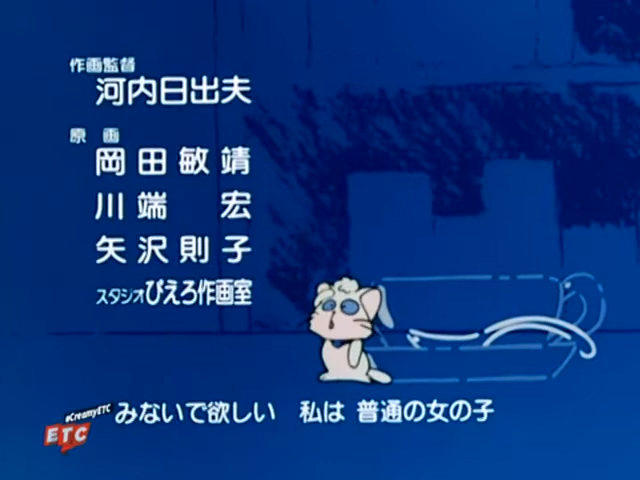 作画監督
河内日出夫
原画
岡田敏靖
川端 宏
矢沢則子
スタジオぴえろ作画室
みないで欲しい 私は 普通の女の子
#CreamyETC
ETC